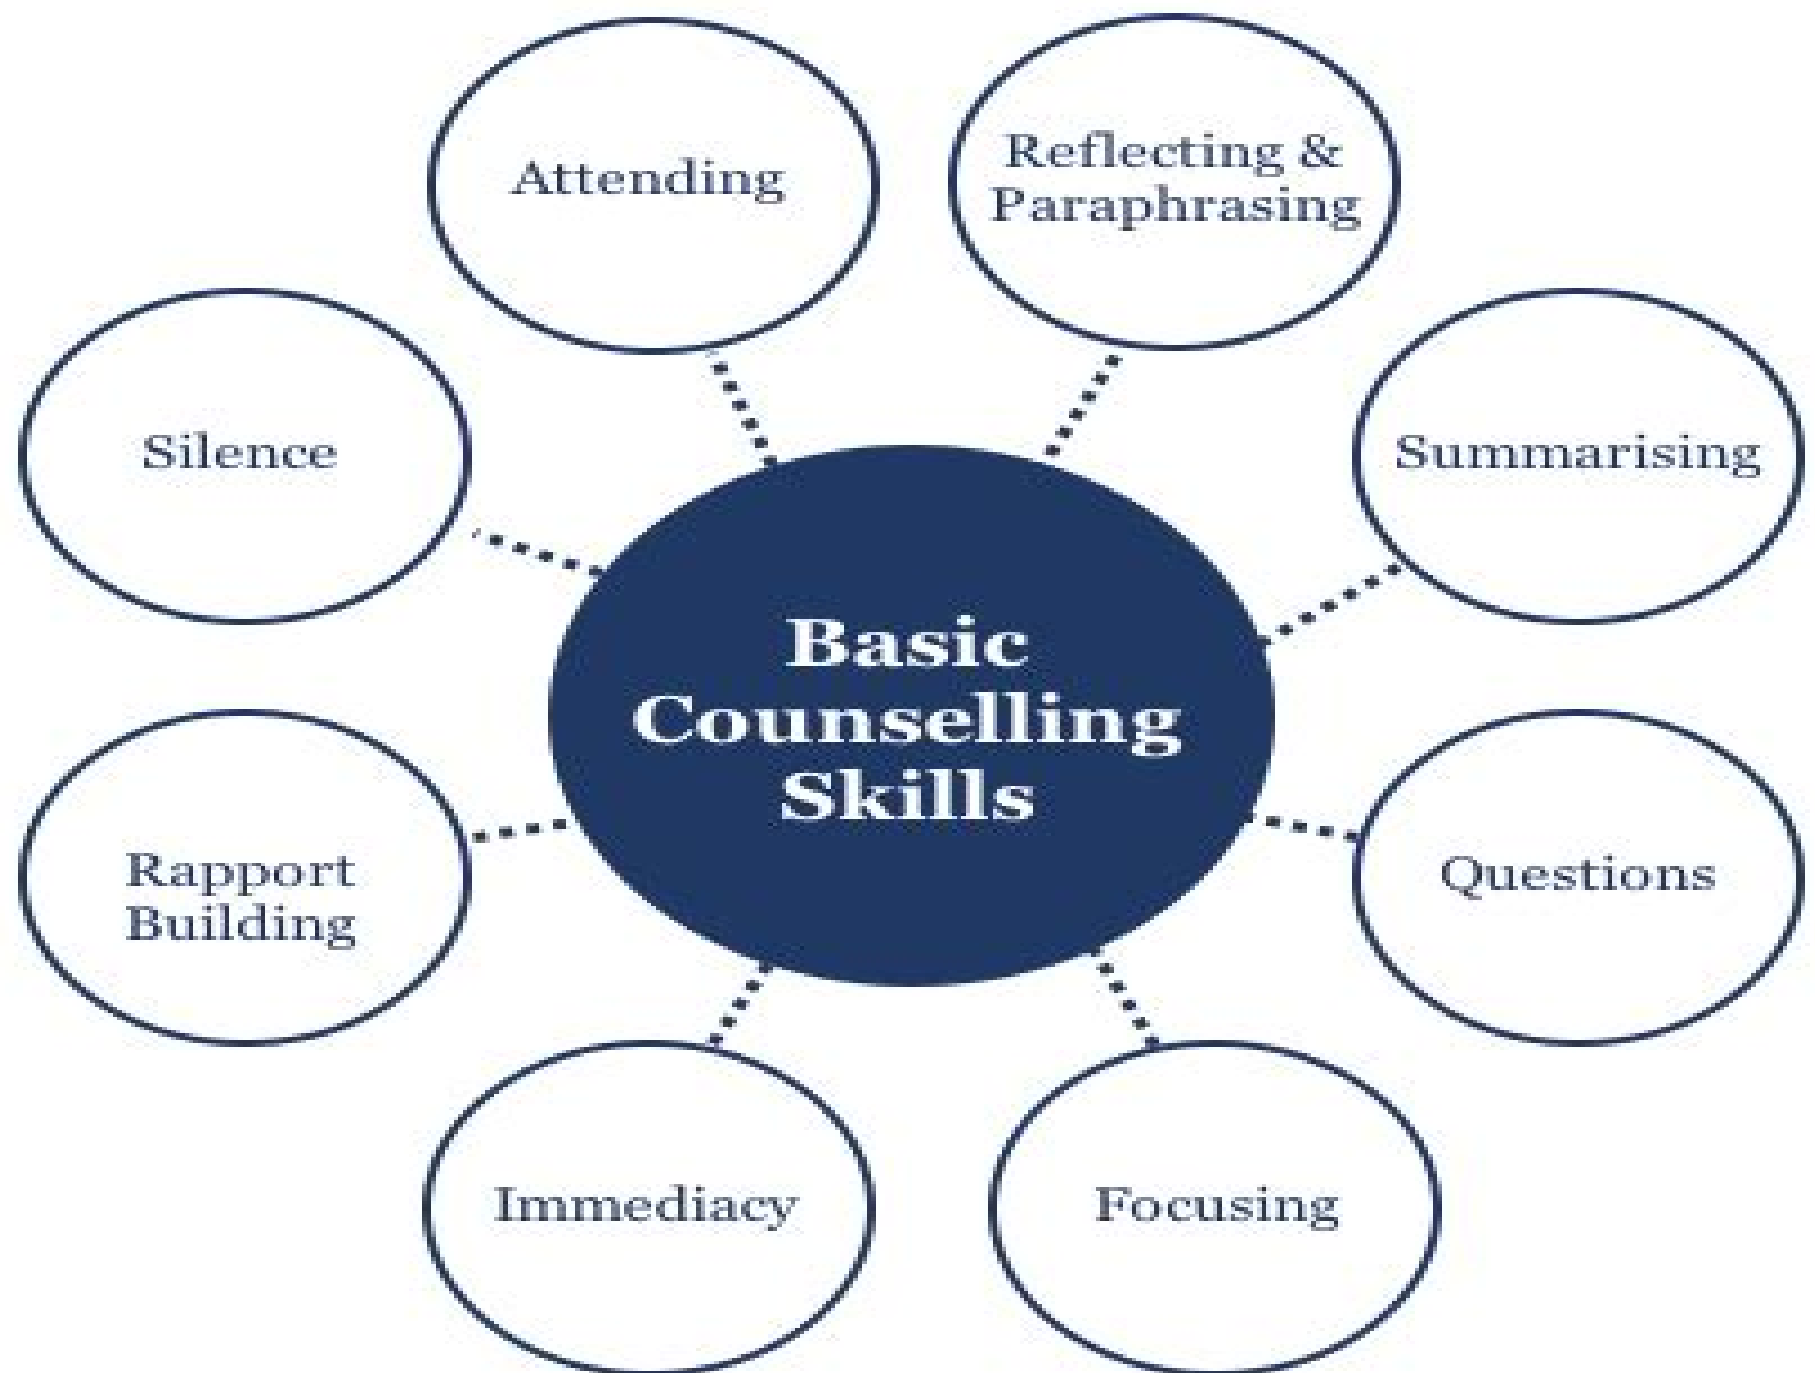 Attending
Reflecting &
Paraphrasing
Silence
Summarising
Basic
Counselling
Skills
Rapport
Building
Questions
Immediacy
Focusing